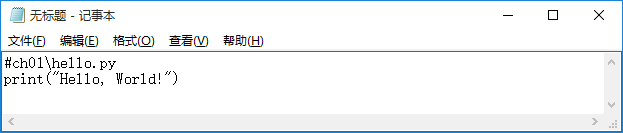 无标题 - 记事本
文件(F) 编辑(E) 格式(O) 查看(V) 帮助(H)
#ch01\hello.py
print("Hello, World!")